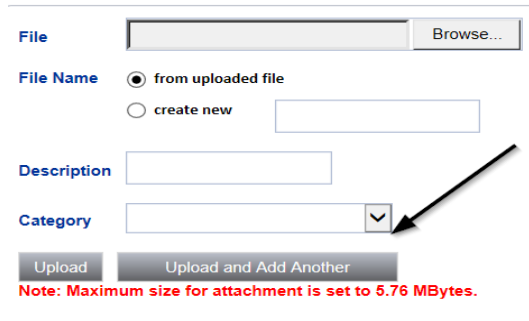 File Browse...
File Name from uploaded file
create new
Description
Category
Upload Upload and Add Another
Note: Maximum size for attachment is set to 5.76 MBytes.